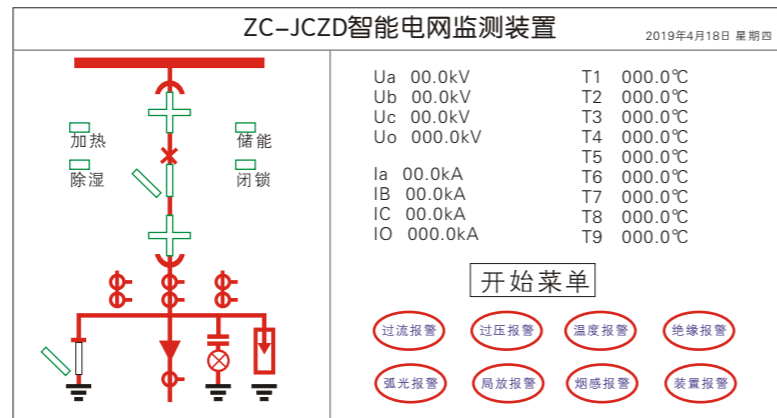 ZC-JCZD智能电网监测装置
2019年4月18日 星期四
加热
储能
除湿
闭锁
Ua 00.0kV
Ub 00.0kV
Uc 00.0kV
Uo 000.0kV
Ia 00.0kA
IB 00.0kA
IC 00.0kA
IO 000.0kA
T1 000.0℃
T2 000.0℃
T3 000.0℃
T4 000.0℃
T5 000.0℃
T6 000.0℃
T7 000.0℃
T8 000.0℃
T9 000.0℃
开始菜单
过流报警 过压报警 温度报警 绝缘报警
弧光报警 局放报警 烟感报警 装置报警